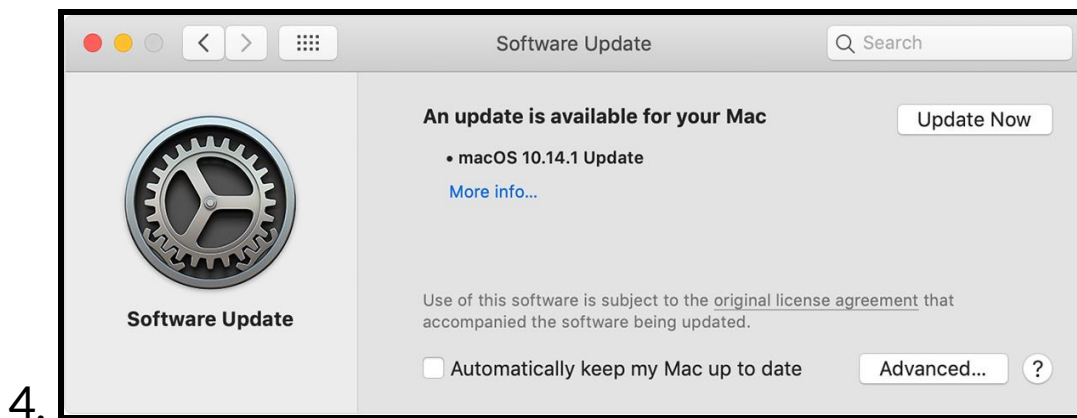 Software Update
Search
An update is available for your Mac
Update Now
• macOS 10.14.1 Update
More info...
Software Update
Use of this software is subject to the original license agreement that
accompanied the software being updated.
Automatically keep my Mac up to date
Advanced...
?
4.